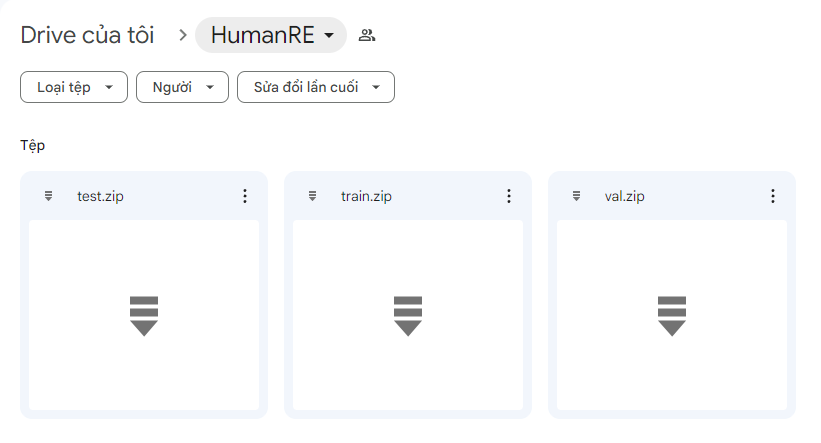 Drive của tôi > HumanRE
Loại tệp Người Sửa đổi lần cuối
Tệp
test.zip train.zip val.zip